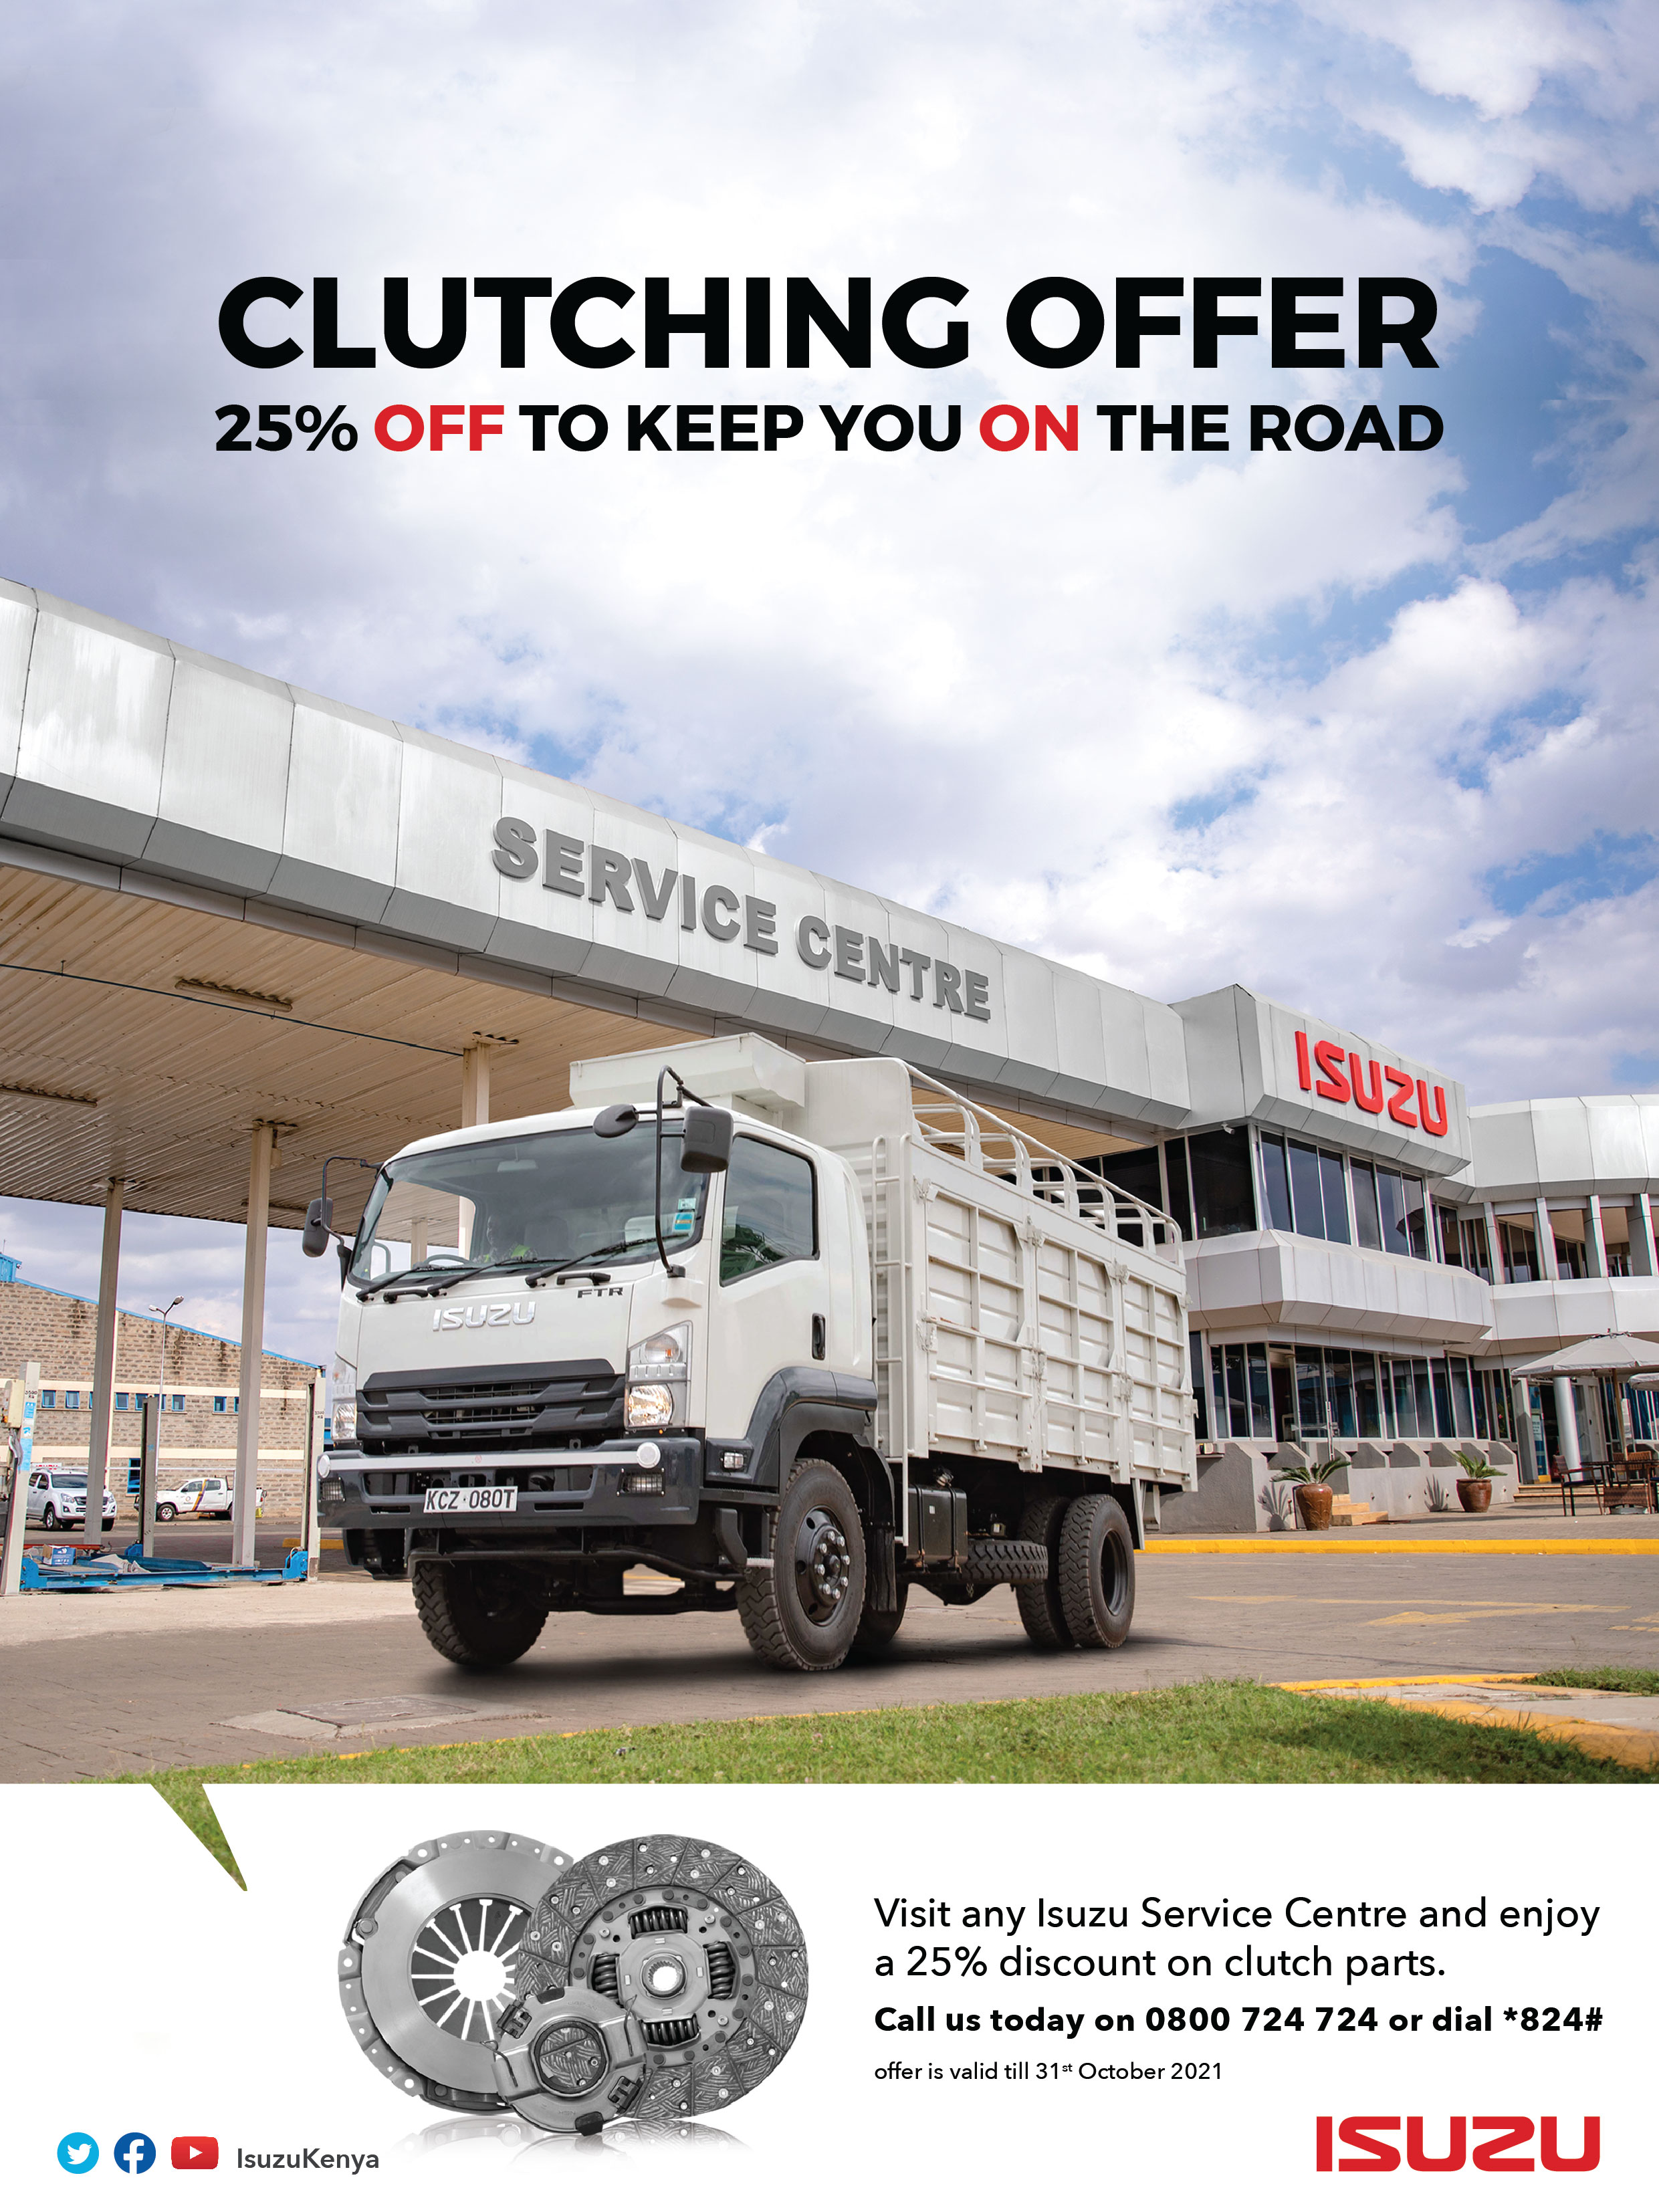 CLUTCHING OFFER
25% OFF TO KEEP YOU ON THE ROAD
SERVICE CENTRE
ISUZU
ISUZU
FTR
KCZ 080T
Visit any Isuzu Service Centre and enjoy
a 25% discount on clutch parts.
Call us today on 0800 724 724 or dial *824#
offer is valid till 31st October 2021
IsuzuKenya
ISUZU